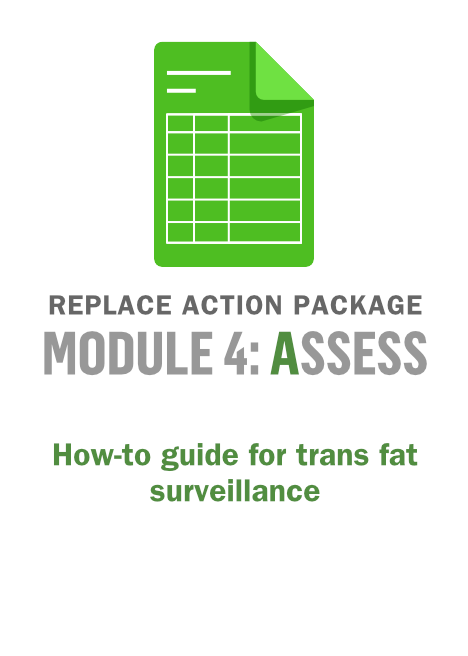 REPLACE ACTION PACKAGE
MODULE 4: ASSESS
How-to guide for trans fat
surveillance